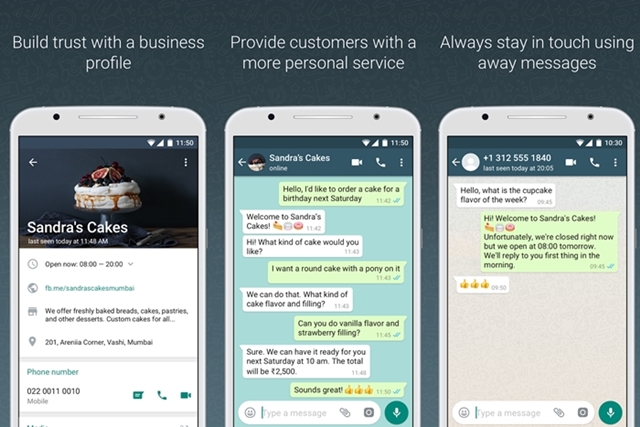 Build trust with a business
profile
Provide customers with a
more personal service
Always stay in touch using
away messages
11:50
Sandra's Cakes
last seen today at 11:48 AM
Open now: 08:00 – 20:00
fb.me/sandrascakesmumbai
We offer freshly baked breads, cakes, pastries,
and other desserts. Custom cakes for all...
201, Areniia Corner, Vashi, Mumbai
Phone number
022 0011 0010
Mobile
11:50
Sandra's Cakes
online
Hello, I'd like to order a cake for a
birthday next Saturday
11:42
Welcome to Sandra's
Cakes!
11:42
Hi! What kind of cake would you
like?
11:43
I want a round cake with a pony on it
11:43
We can do that. What kind of
cake flavor and filling?
11:43
Can you do vanilla flavor and
strawberry filling?
11:45
Sure. We can have it ready for you
next Saturday at 10 am. The total
will be ₹2,500.
11:48
Sounds great! 👍👍👍
11:50
Type a message
10:30
+1 312 555 1840
last seen today at 20:05
Hello, what is the cupcake
flavor of the week?
09:45
Hi! Welcome to Sandra's Cakes!
Unfortunately, we're closed right now
but we open at 08:00 tomorrow.
We'll reply to you first thing in the
morning.
09:45
👍👍👍 09:50
Type a message